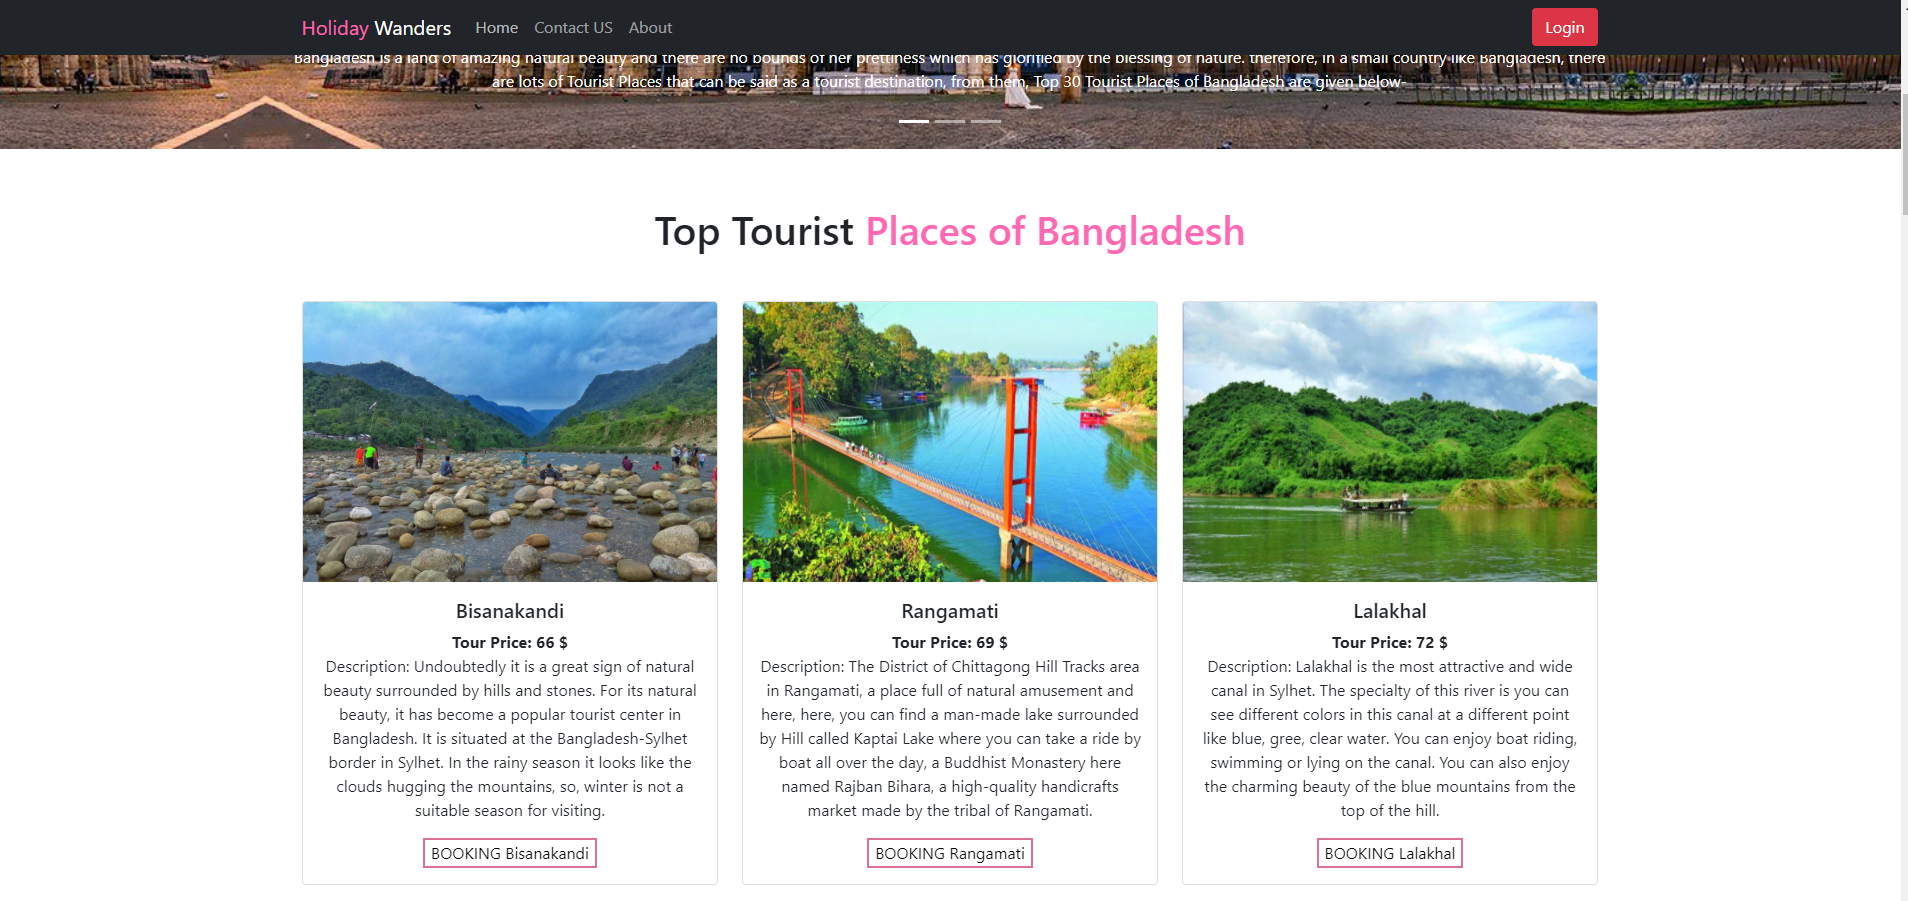 Holiday Wanders Home Contact US About Login
Bangladesh is a land of amazing natural beauty and there are no bounds of her prettiness which has glorified by the blessing of nature. therefore, in a small country like Bangladesh, there
are lots of Tourist Places that can be said as a tourist destination, from them, Top 30 Tourist Places of Bangladesh are given below-
Top Tourist Places of Bangladesh
Bisanakandi
Tour Price: 66 $
Description: Undoubtedly it is a great sign of natural
beauty surrounded by hills and stones. For its natural
beauty, it has become a popular tourist center in
Bangladesh. It is situated at the Bangladesh-Sylhet
border in Sylhet. In the rainy season it looks like the
clouds hugging the mountains, so, winter is not a
suitable season for visiting.
BOOKING Bisanakandi
Rangamati
Tour Price: 69 $
Description: The District of Chittagong Hill Tracks area
in Rangamati, a place full of natural amusement and
here, here, you can find a man-made lake surrounded
by Hill called Kaptai Lake where you can take a ride by
boat all over the day, a Buddhist Monastery here
named Rajban Bihara, a high-quality handicrafts
market made by the tribal of Rangamati.
BOOKING Rangamati
Lalakhal
Tour Price: 72 $
Description: Lalakhal is the most attractive and wide
canal in Sylhet. The specialty of this river is you can
see different colors in this canal at a different point
like blue, gree, clear water. You can enjoy boat riding,
swimming or lying on the canal. You can also enjoy
the charming beauty of the blue mountains from the
top of the hill.
BOOKING Lalakhal